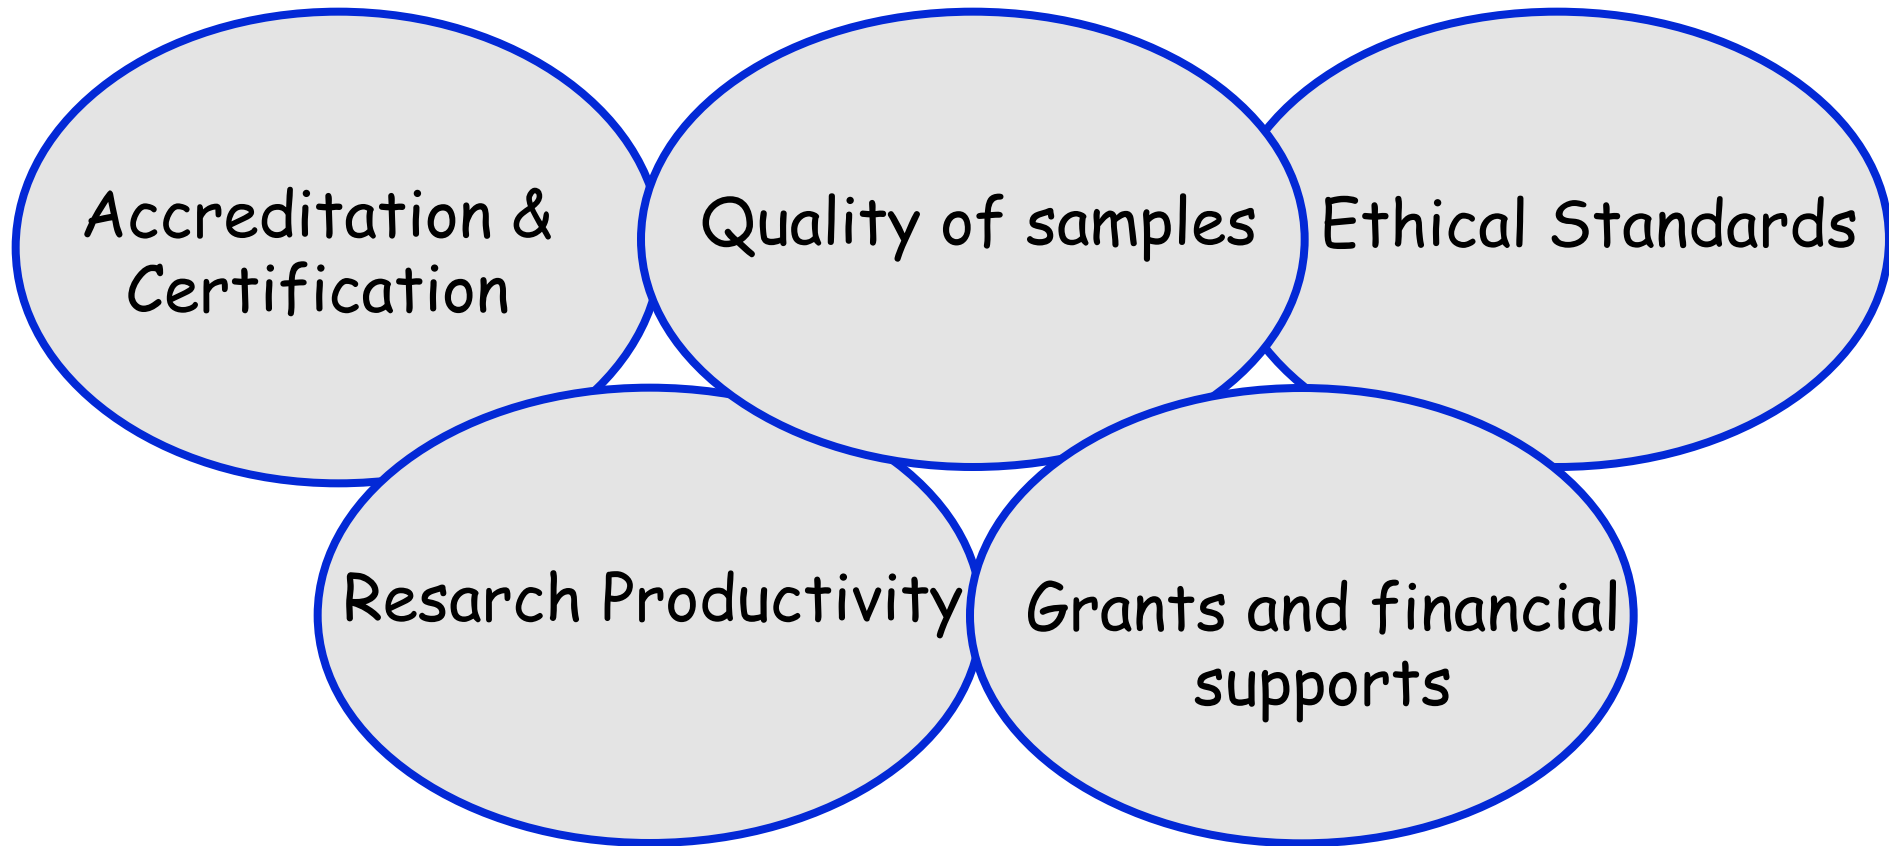 Accreditation &
Certification
Quality of samples
Ethical Standards
Resarch Productivity
Grants and financial
supports